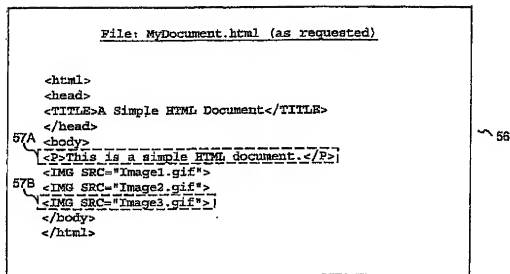 File: MyDocument.html (as requested)
<html>
<head>
<TITLE>A Simple HTML Document</TITLE>
</head>
57A <body>
<P>This is a simple HTML document.</P>
<IMG SRC="Image1.gif">
57B <IMG SRC="Image2.gif">
<IMG SRC="Image3.gif">
</body>
</html>
56